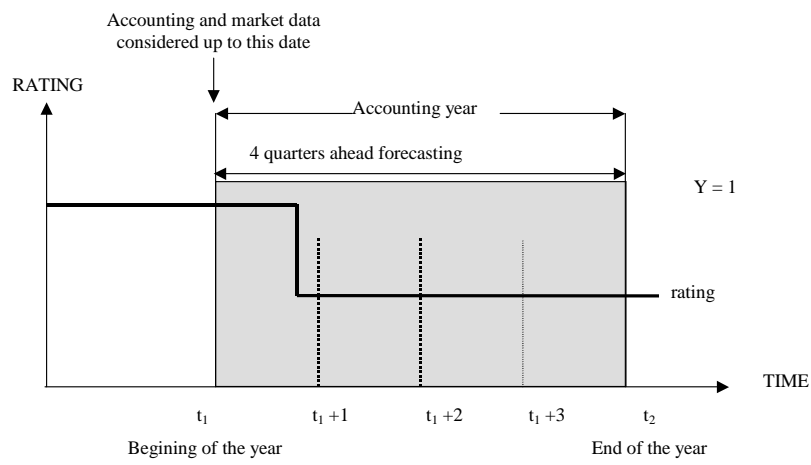 Accounting and market data
considered up to this date
RATING
Accounting year
4 quarters ahead forecasting
Y = 1
rating
TIME
t₁ t₁ +1 t₁ +2 t₁ +3 t₂
Begining of the year End of the year